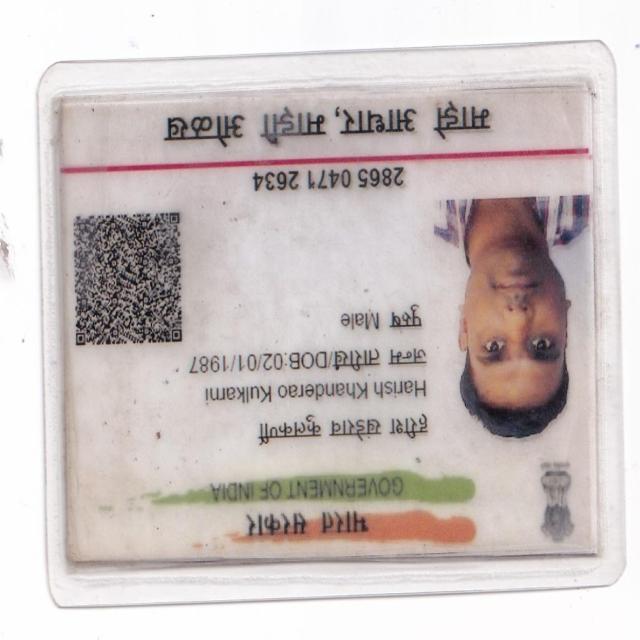 भारत सरकार
GOVERNMENT OF INDIA
हरीश खंडेराव कुलकर्णी
Harish Khanderao Kulkarni
जन्म तारीख/DOB:02/01/1987
पुरुष Male
2865 0471 2634
माझे आधार, माझी ओळख